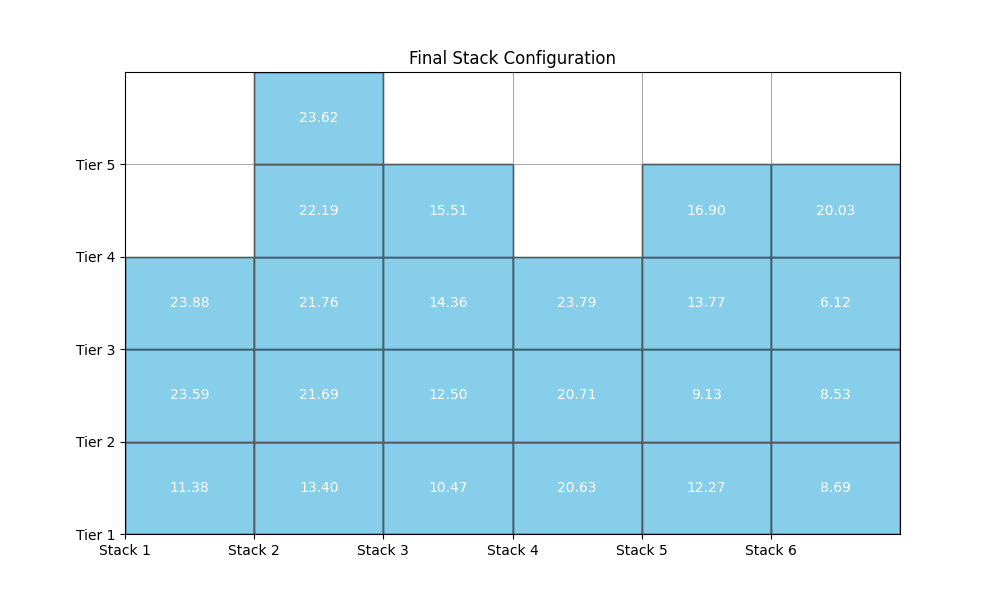 Final Stack Configuration
23.62
Tier 5
22.19 15.51 16.90 20.03
Tier 4
23.88 21.76 14.36 23.79 13.77 6.12
Tier 3
23.59 21.69 12.50 20.71 9.13 8.53
Tier 2
11.38 13.40 10.47 20.63 12.27 8.69
Tier 1
Stack 1 Stack 2 Stack 3 Stack 4 Stack 5 Stack 6